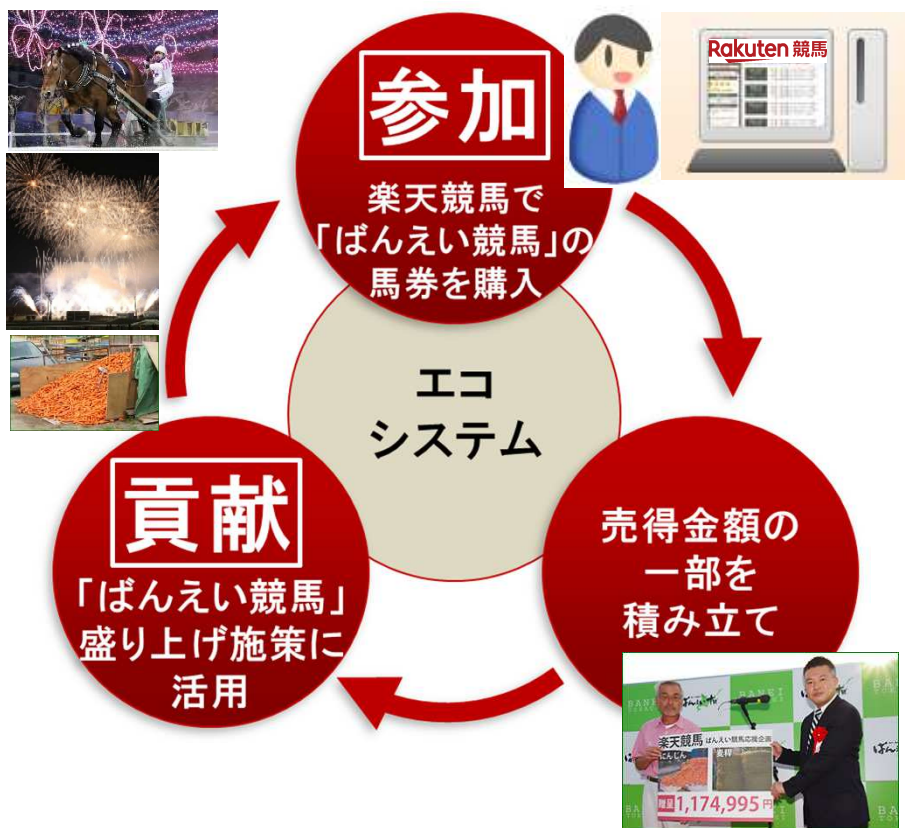 Rakuten 競馬
参加
楽天競馬で
「ばんえい競馬」の
馬券を購入
エコ
システム
貢献
「ばんえい競馬」
盛り上げ施策に
活用
売得金額の
一部を
積み立て
楽天競馬 ばんえい競馬応援企画
にんじん
1,174,995円